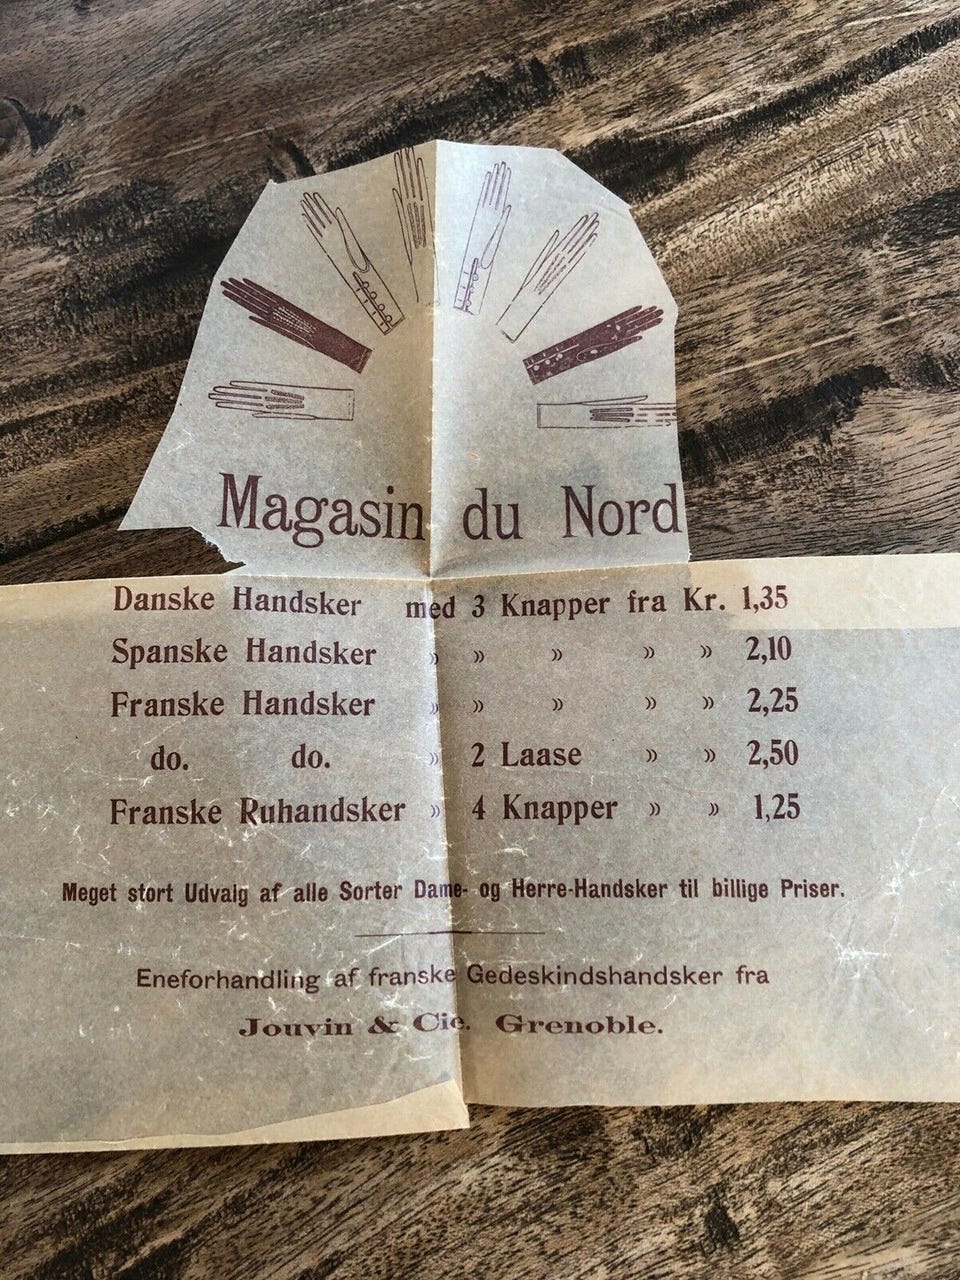 Magasin du Nord
Danske Handsker med 3 Knapper fra Kr. 1,35
Spanske Handsker » » » » » 2,10
Franske Handsker » » » » » 2,25
do. do. » 2 Laase » » 2,50
Franske Ruhandsker » 4 Knapper » » 1,25
Meget stort Udvalg af alle Sorter Dame- og Herre-Handsker til billige Priser.
Eneforhandling af franske Gedeskindshandsker fra
Jouvin & Cie. Grenoble.